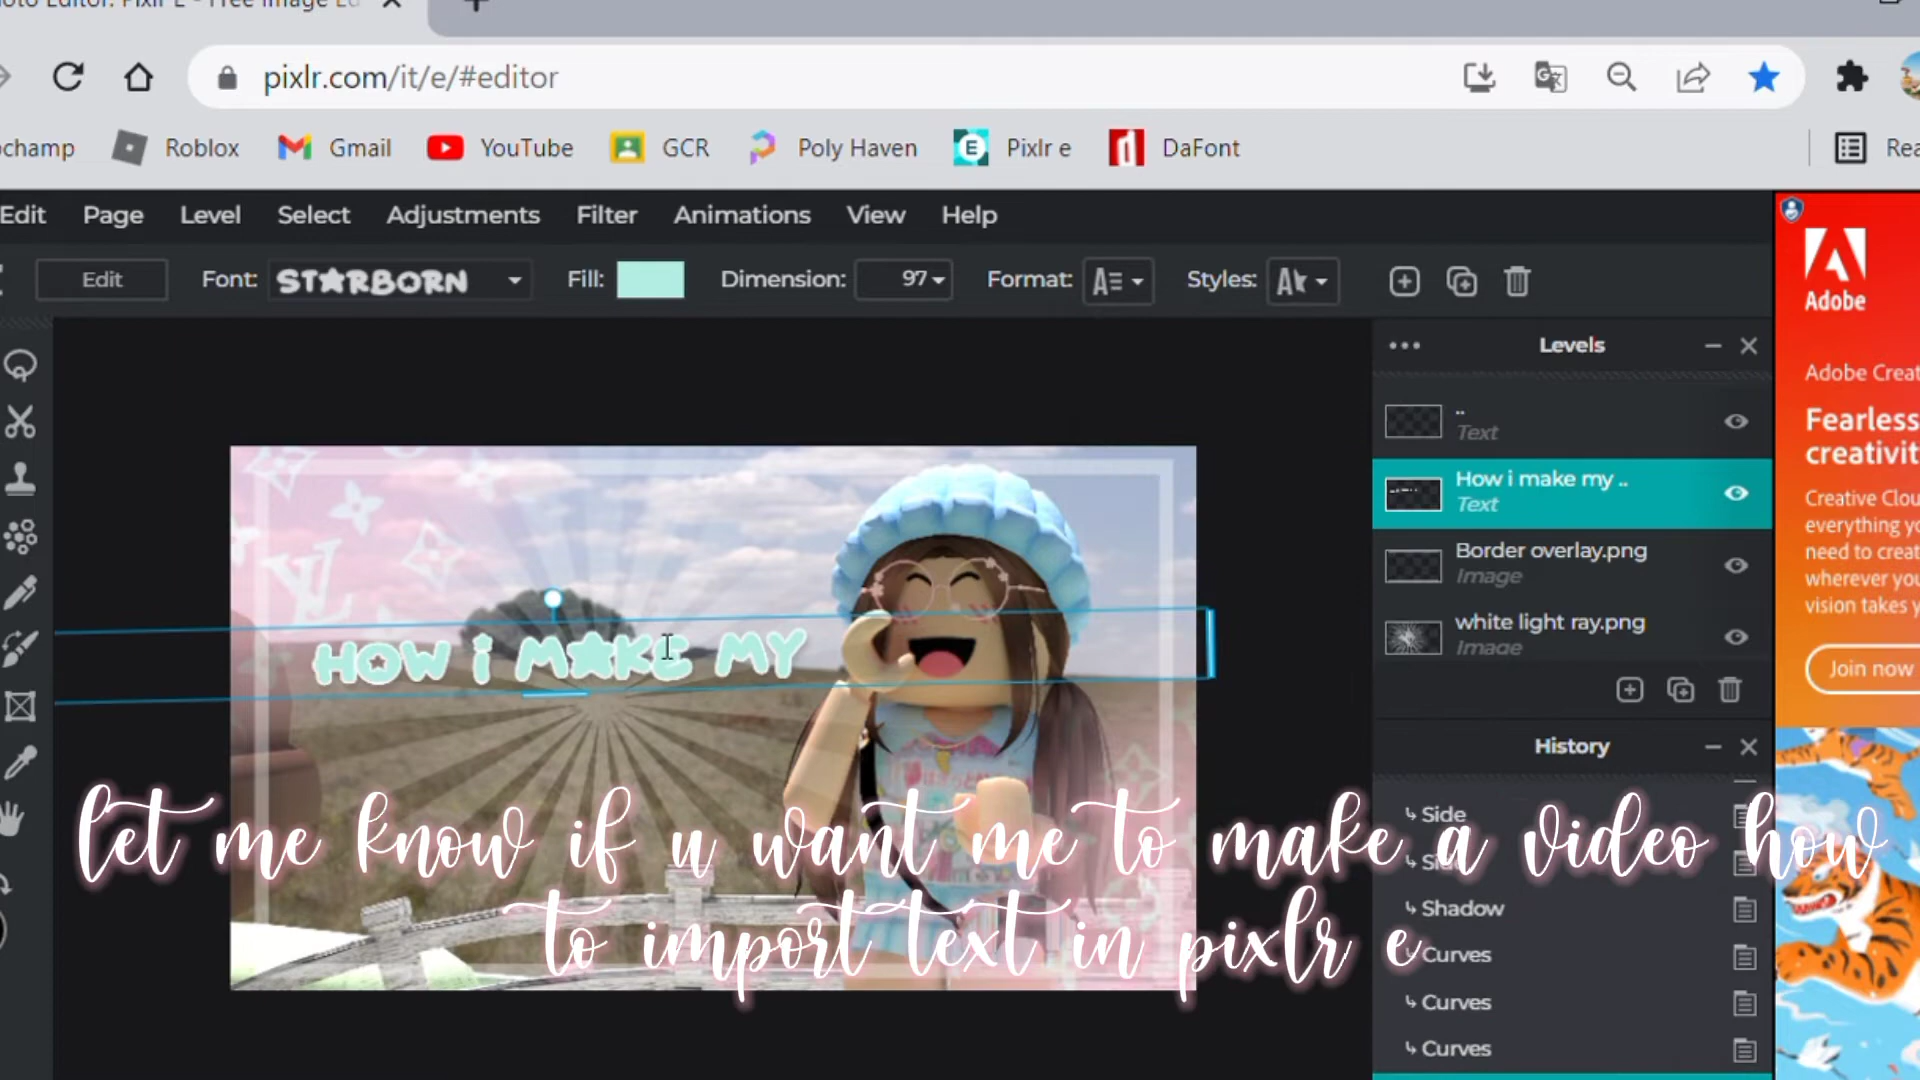 pixlr.com/it/e/#editor
Roblox Gmail YouTube GCR Poly Haven Pixlr e DaFont
Edit Page Level Select Adjustments Filter Animations View Help
Edit Font: STARBORN Fill: Dimension: 97 Format: Styles:
Adobe
Levels
..
Text
How i make my ..
Text
Border overlay.png
Image
white light ray.png
Image
HOW i MAKE MY
Fearless
Join now
History
Side
Shadow
Curves
Curves
Curves
let me know if u want me to make a video how
to import text in pixlr e